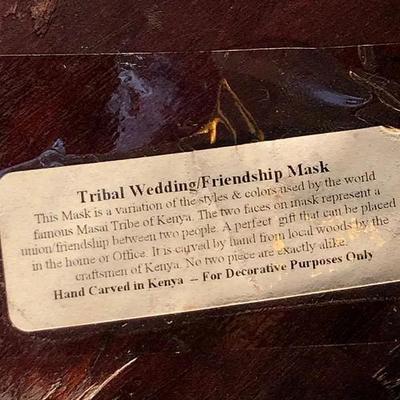 Tribal Wedding/Friendship Mask
This Mask is a variation of the styles & colors used by the world
famous Masai Tribe of Kenya. The two faces on mask represent a
union/friendship between two people. A perfect gift that can be placed
in the home or Office. It is carved by hand from local woods by the
craftsmen of Kenya. No two piece are exactly alike.
Hand Carved in Kenya – For Decorative Purposes Only